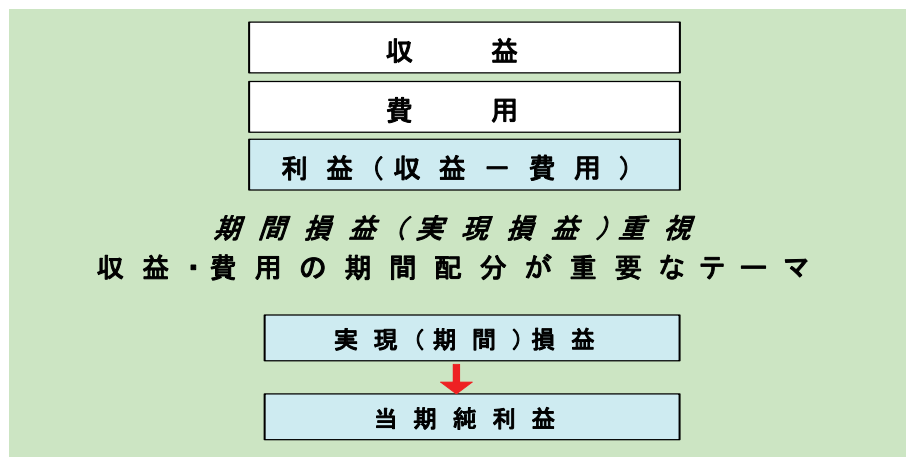 収益
費用
利益(収益－費用)
期間損益(実現損益)重視
収益・費用の期間配分が重要なテーマ
実現(期間)損益
当期純利益